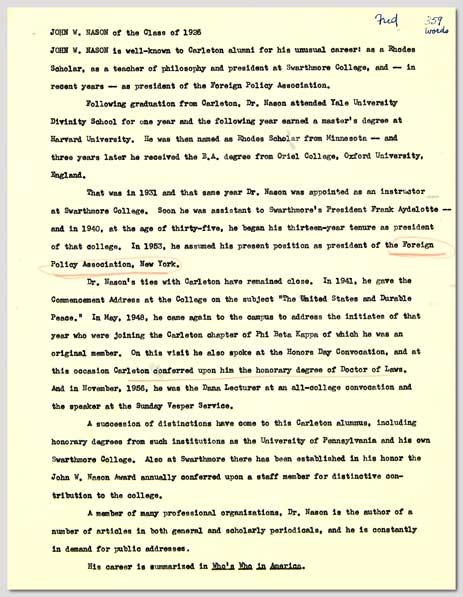 Fred 359
words
JOHN W. NASON of the Class of 1926
JOHN W. NASON is well-known to Carleton alumni for his unusual career: as a Rhodes
Scholar, as a teacher of philosophy and president at Swarthmore College, and -- in
recent years -- as president of the Foreign Policy Association.
Following graduation from Carleton, Dr. Nason attended Yale University
Divinity School for one year and the following year earned a master's degree at
Harvard University. He was then named as Rhodes Scholar from Minnesota -- and
three years later he received the B.A. degree from Oriel College, Oxford University,
England.
That was in 1931 and that same year Dr. Nason was appointed as an instructor
at Swarthmore College. Soon he was assistant to Swarthmore's President Frank Aydelotte --
and in 1940, at the age of thirty-five, he began his thirteen-year tenure as president
of that college. In 1953, he assumed his present position as president of the Foreign
Policy Association, New York.
Dr. Nason's ties with Carleton have remained close. In 1941, he gave the
Commencement Address at the College on the subject "The United States and Durable
Peace." In May, 1948, he came again to the campus to address the initiates of that
year who were joining the Carleton chapter of Phi Beta Kappa of which he was an
original member. On this visit he also spoke at the Honors Day Convocation, and at
this occasion Carleton conferred upon him the honorary degree of Doctor of Laws.
And in November, 1956, he was the Dana Lecturer at an all-college convocation and
the speaker at the Sunday Vesper Service.
A succession of distinctions have come to this Carleton alumnus, including
honorary degrees from such institutions as the University of Pennsylvania and his own
Swarthmore College. Also at Swarthmore there has been established in his honor the
John W. Nason Award annually conferred upon a staff member for distinctive con-
tribution to the college.
A member of many professional organizations, Dr. Nason is the author of a
number of articles in both general and scholarly periodicals, and he is constantly
in demand for public addresses.
His career is summarized in Who's Who in America.